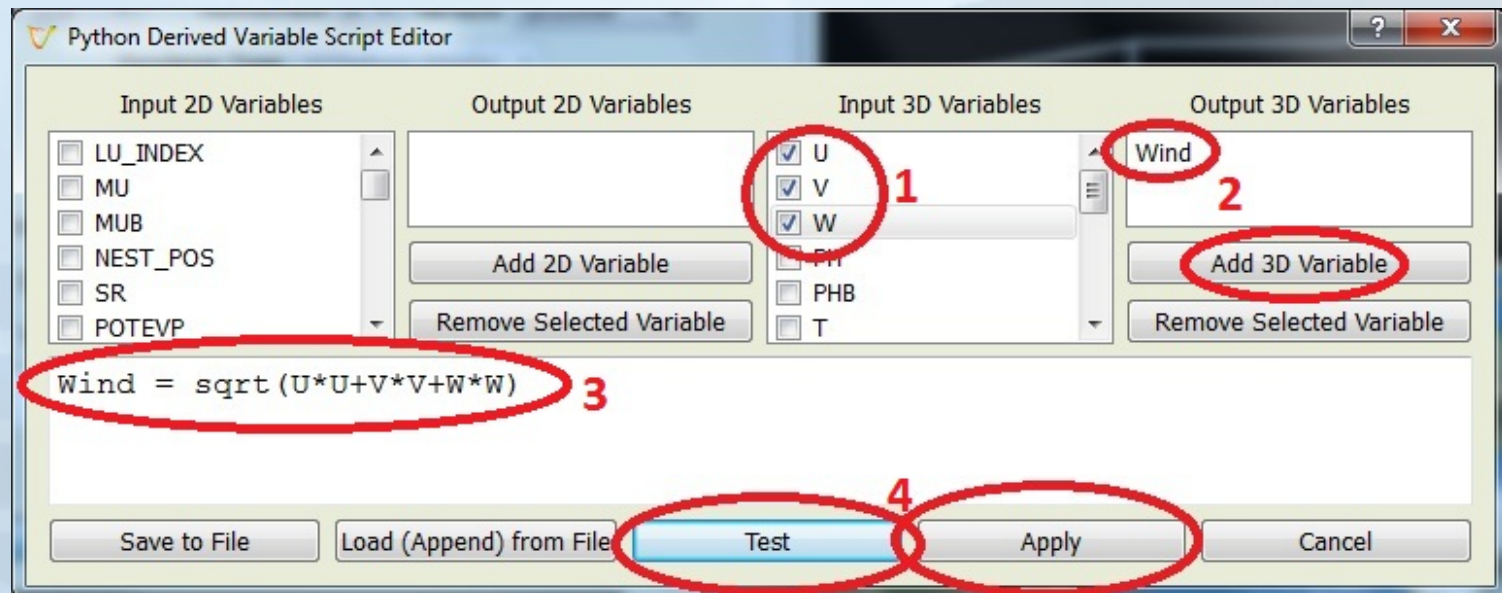 Python Derived Variable Script Editor
Input 2D Variables
LU_INDEX
MU
MUB
NEST_POS
SR
POTEVP
Output 2D Variables
Add 2D Variable
Remove Selected Variable
Input 3D Variables
U
V
W
PH
PHB
T
1
Output 3D Variables
Wind
2
Add 3D Variable
Remove Selected Variable
Wind = sqrt(U*U+V*V+W*W)
3
4
Save to File
Load (Append) from File
Test
Apply
Cancel